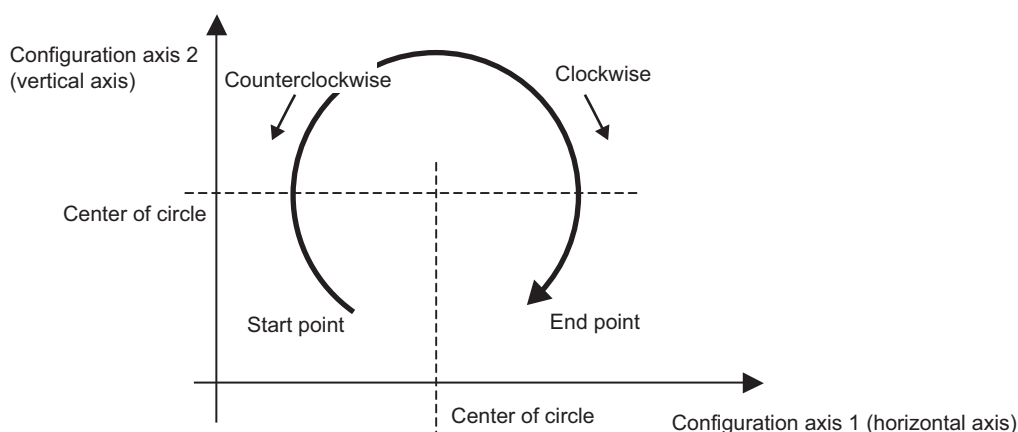 Configuration axis 2
(vertical axis)
Counterclockwise
Clockwise
Center of circle
Start point
End point
Center of circle
Configuration axis 1 (horizontal axis)